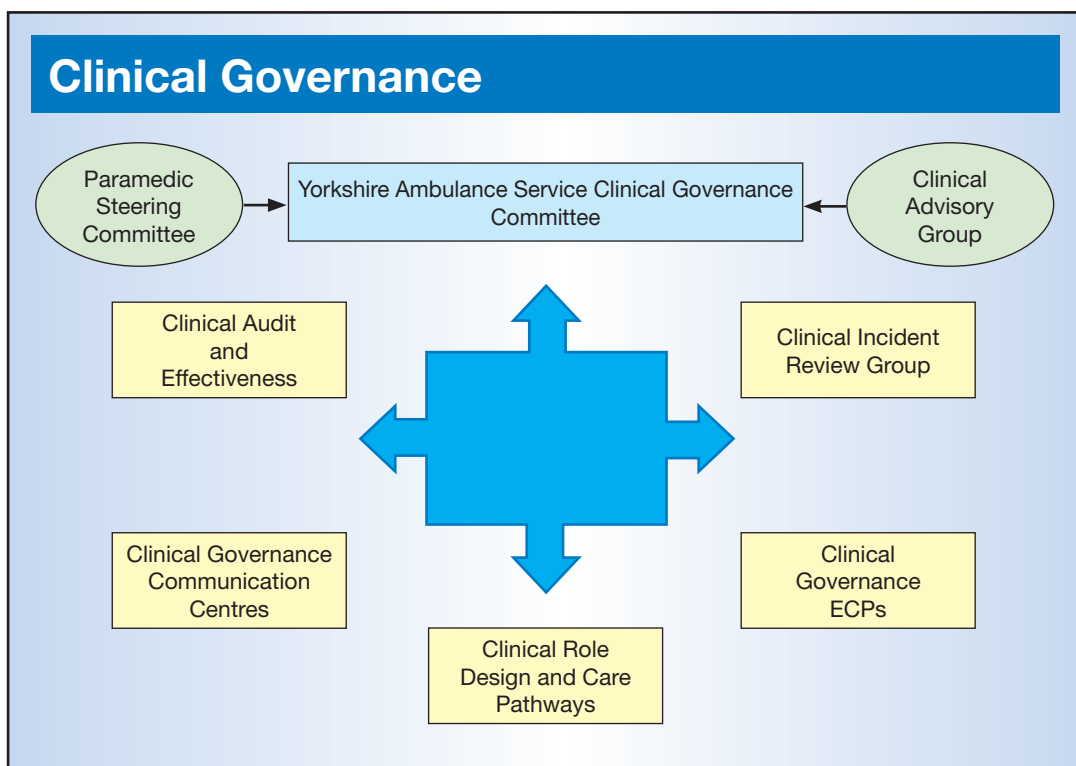 Clinical Governance
Paramedic
Steering
Committee
Yorkshire Ambulance Service Clinical Governance
Committee
Clinical
Advisory
Group
Clinical Audit
and
Effectiveness
Clinical Incident
Review Group
Clinical Governance
Communication
Centres
Clinical
Governance
ECPs
Clinical Role
Design and Care
Pathways